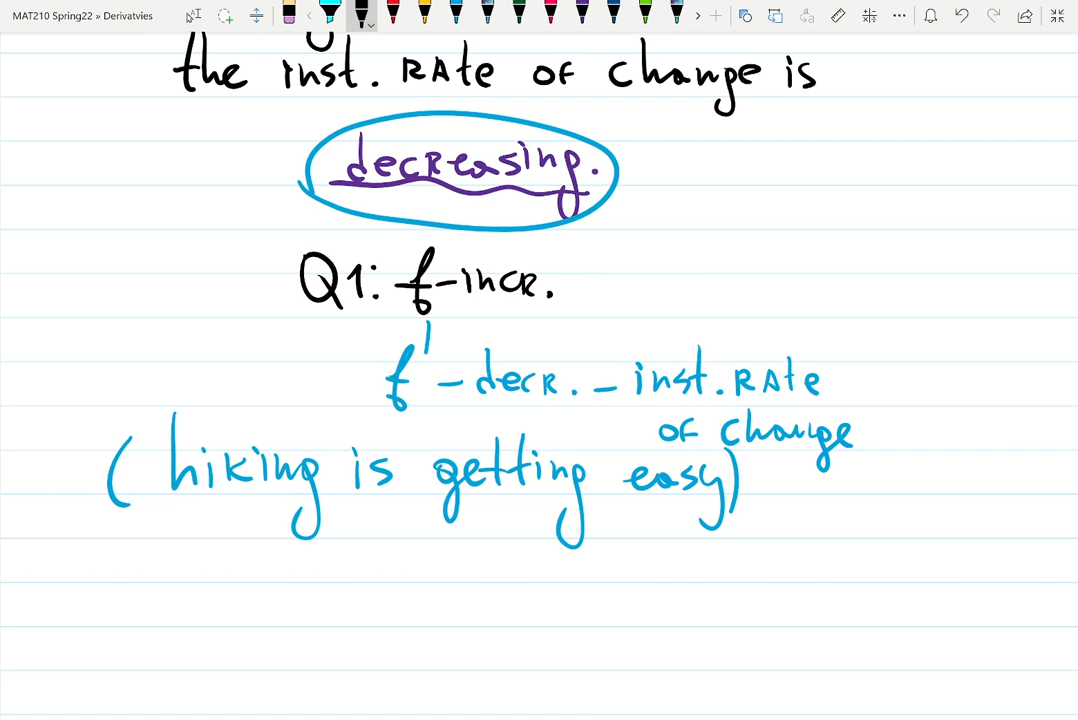 MAT210 Spring22 » Derivatvies
the inst. RAte of change is
decreasing.
Q1: f-incr.
f' - decr. - inst. RAte
of change
( hiking is getting easy)